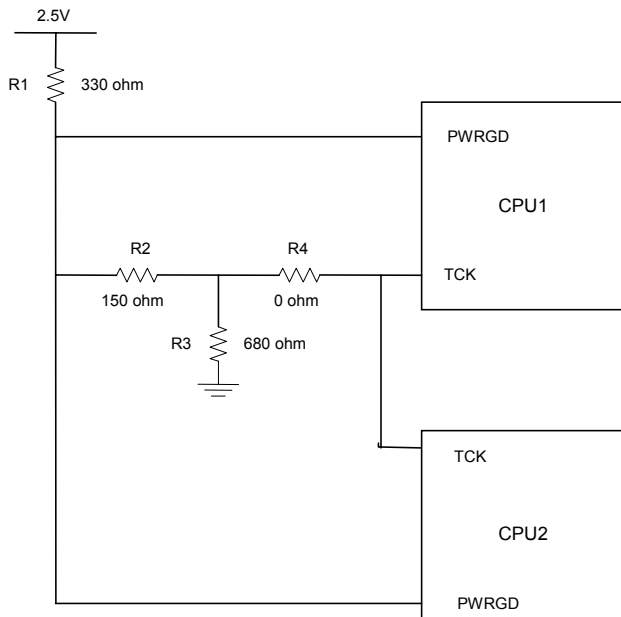 2.5V
R1
330 ohm
PWRGD
CPU1
R2
R4
TCK
150 ohm
0 ohm
R3
680 ohm
TCK
CPU2
PWRGD